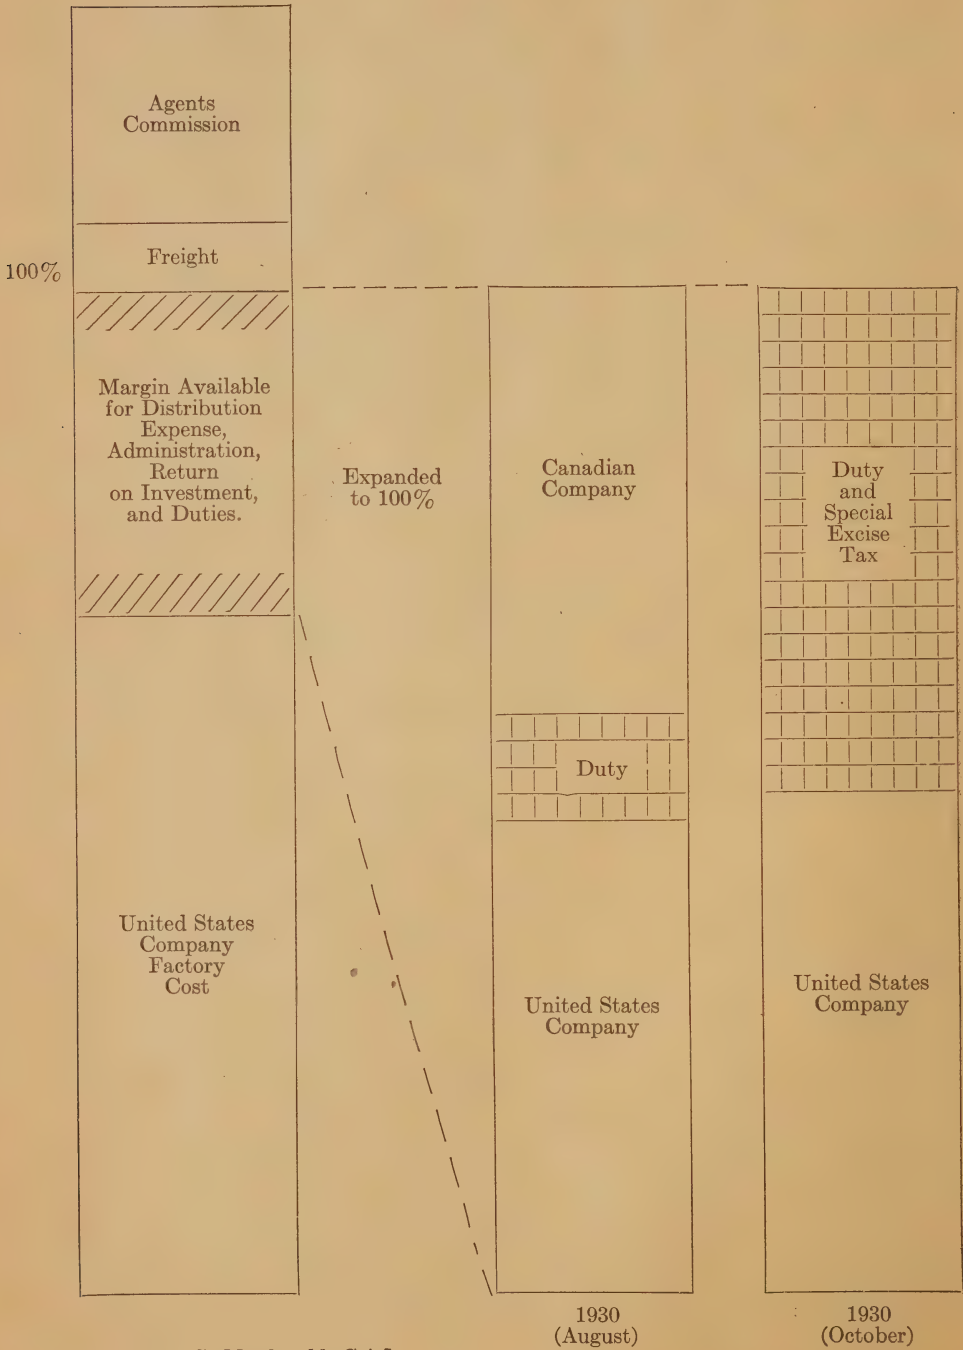 Agents
Commission
Freight
100%
Margin Available
for Distribution
Expense,
Administration,
Return
on Investment,
and Duties.
United States
Company
Factory
Cost
Expanded
to 100%
Canadian
Company
Duty
United States
Company
1930
(August)
Duty
and
Special
Excise
Tax
United States
Company
1930
(October)